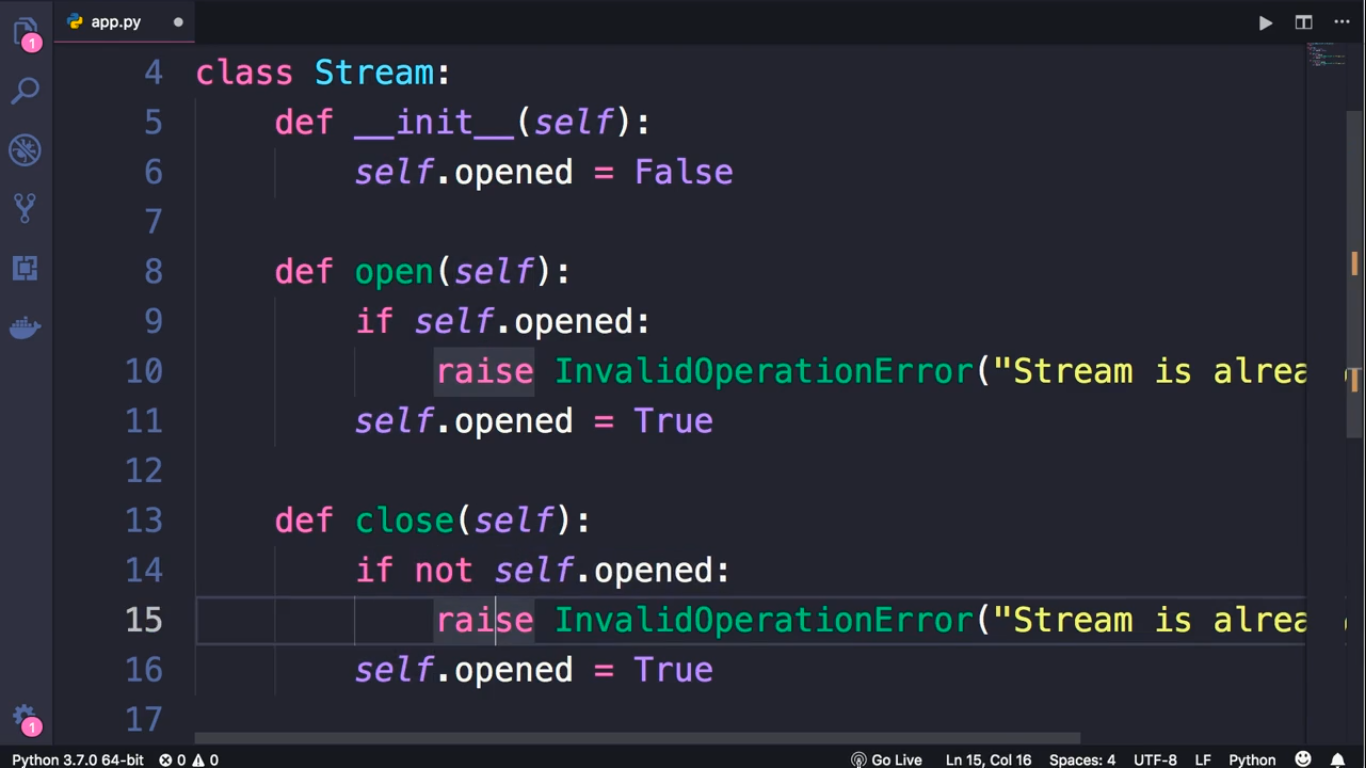 1
app.py
4 class Stream:
5 def __init__(self):
6 self.opened = False
7
8 def open(self):
9 if self.opened:
10 raise InvalidOperationError("Stream is alrea
11 self.opened = True
12
13 def close(self):
14 if not self.opened:
15 raise InvalidOperationError("Stream is alrea
16 self.opened = True
17
1
Python 3.7.0 64-bit 0 0 Go Live Ln 15, Col 16 Spaces: 4 UTF-8 LF Python